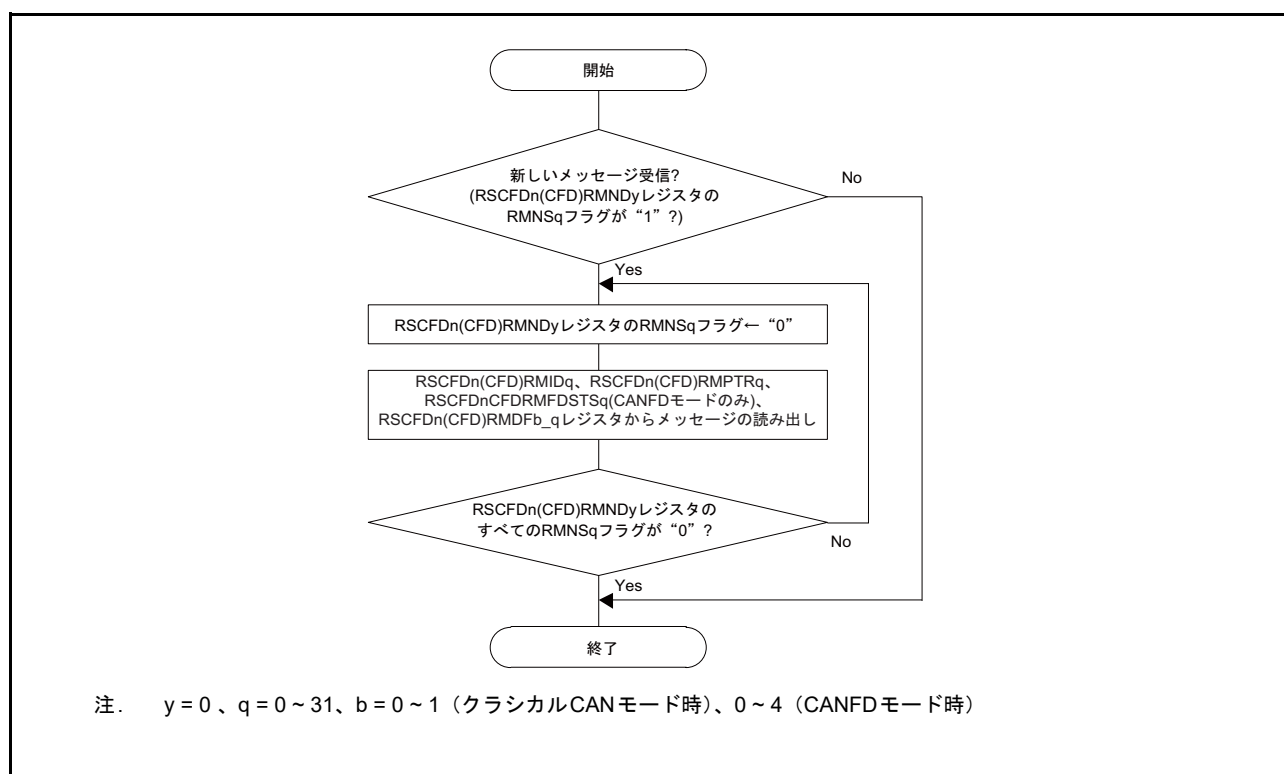 開始
新しいメッセージ受信?
(RSCFDn(CFD)RMNDyレジスタの
RMNSqフラグが“1”?)
No
Yes
RSCFDn(CFD)RMNDyレジスタのRMNSqフラグ←“0”
RSCFDn(CFD)RMIDq、RSCFDn(CFD)RMPTRq、
RSCFDnCFDRMFDSTSq(CANFDモードのみ)、
RSCFDn(CFD)RMDFb_qレジスタからメッセージの読み出し
RSCFDn(CFD)RMNDyレジスタの
すべてのRMNSqフラグが“0”?
No
Yes
終了
注. y = 0 、q = 0 ~ 31、b = 0 ~ 1（クラシカルCANモード時）、0 ~ 4（CANFDモード時）